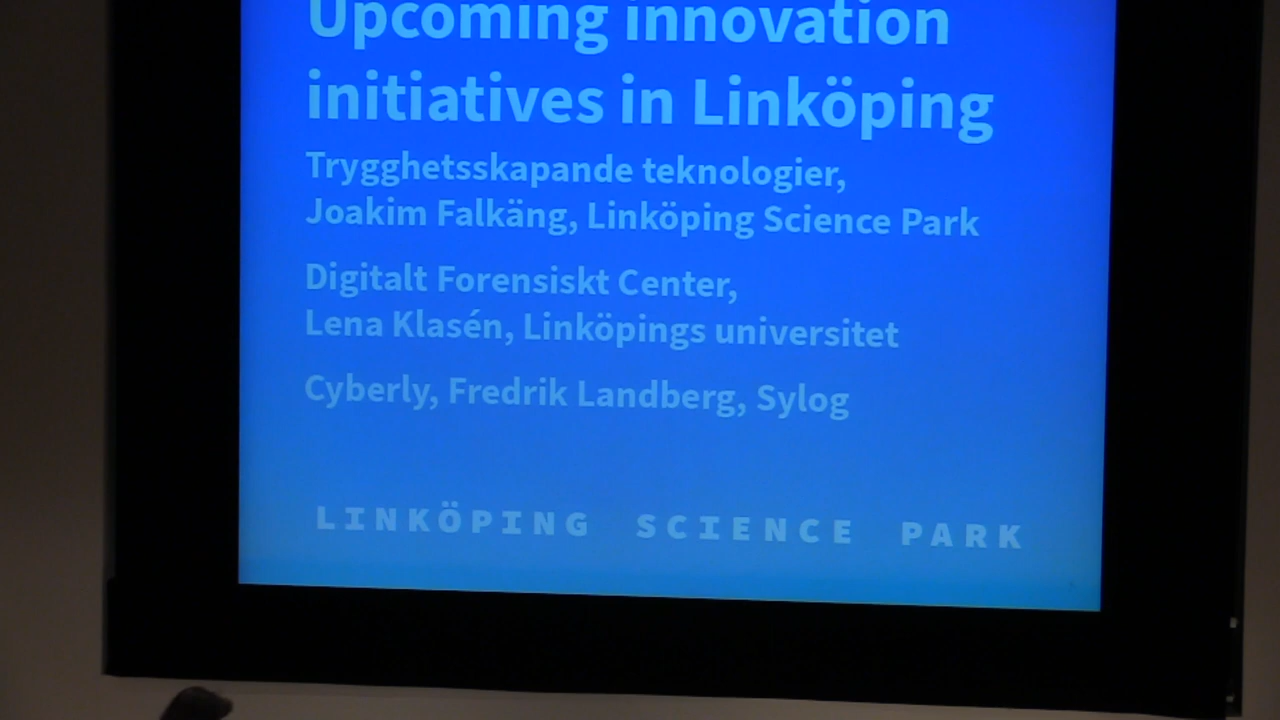 Upcoming innovation
initiatives in Linköping
Trygghetsskapande teknologier,
Joakim Falkäng, Linköping Science Park
Digitalt Forensiskt Center,
Lena Klasén, Linköpings universitet
Cyberly, Fredrik Landberg, Sylog
LINKÖPING SCIENCE PARK